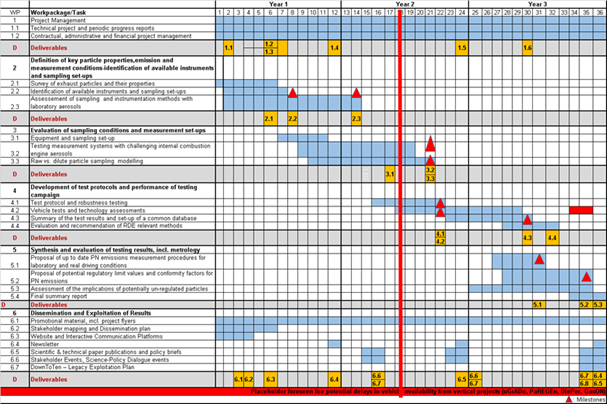 Year 1 Year 2 Year 3
WP Workpackage/Task 1 2 3 4 5 6 7 8 9 10 11 12 13 14 15 16 17 18 19 20 21 22 23 24 25 26 27 28 29 30 31 32 33 34 35 36
1 Project Management
1.1 Technical project and periodic progress reports
1.2 Contractual, administrative and financial project management
D Deliverables 1.1 1.2 1.3 1.4 1.5 1.6
2 Definition of key particle properties,emission and
measurement conditions-identification of available instruments
and sampling set-ups
2.1 Survey of exhaust particles and their properties
2.2 Identification of available instruments and sampling set-ups
2.3 Assessement of sampling and instrumentation methods with
laboratory aerosols
D Deliverables 2.1 2.2 2.3
3 Evaluation of sampling conditions and measurement set-ups
3.1 Equipment and sampling set-up
3.2 Testing measurement systems with challenging internal combustion
engine aerosols
3.3 Raw vs. dilute particle sampling modelling
D Deliverables 3.1 3.2 3.3
4 Development of test protocols and performance of testing
campaign
4.1 Test protocol and robustness testing
4.2 Vehicle tests and technology assessments
4.3 Summary of the test results and set-up of a common database
4.4 Evaluation and recommendation of RDE relevant methods
D Deliverables 4.1 4.2 4.3 4.4
5 Synthesis and evaluation of testing results, incl. metrology
5.1 Proposal of up to date PN emissions measurement procedures for
laboratory and real driving conditions
5.2 Proposal of potential regulatory limit values and conformity factors for
PN emissions
5.3 Assessment of the implications of potentially un-regulated particles
5.4 Final summary report
D Deliverables 5.1 5.2 5.3
6 Dissemination and Exploitation of Results
6.1 Promotional material, incl. project flyers
6.2 Stakeholder mapping and Dissemination plan
6.3 Website and Interactive Communication Platforms
6.4 Newsletter
6.5 Scientific & technical paper publications and policy briefs
6.6 Stakeholder Events, Science-Policy Dialogue events
6.7 DownToTen – Legacy Exploitation Plan
D Deliverables 6.1 6.2 6.3 6.4 6.6 6.7 6.5 6.6 6.7 6.7 6.4 6.8 6.5
Placeholder foreseen for potential delays in vehicle availability from vertical projects
Milestones